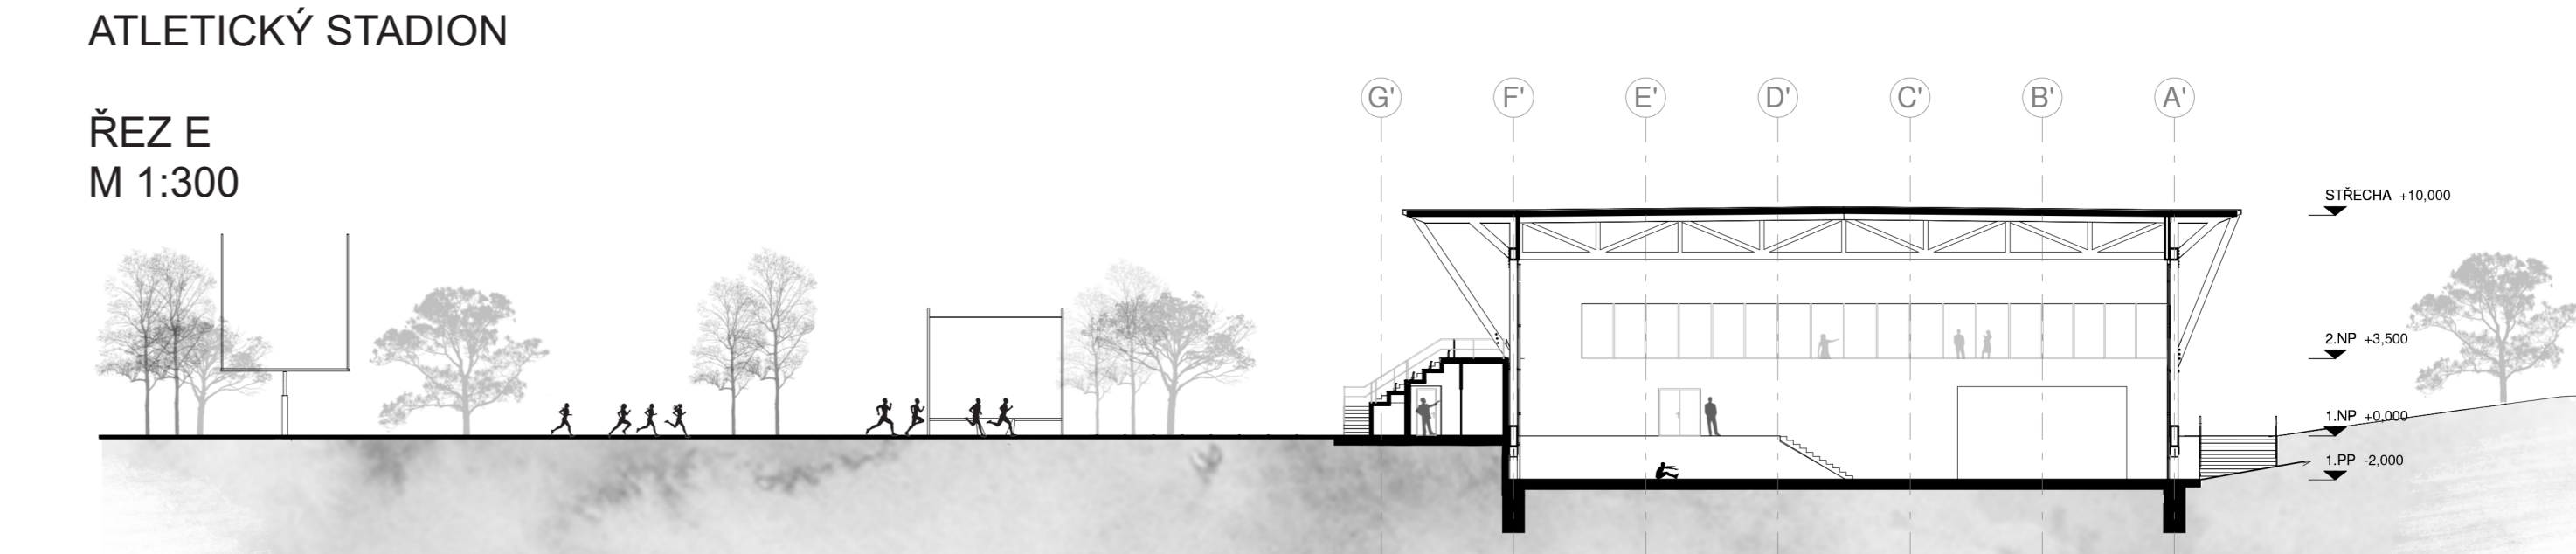 ATLETICKÝ STADION
ŘEZ E
M 1:300
G' F' E' D' C' B' A'
STŘECHA +10,000
2.NP +3,500
1.NP +0,000
1.PP -2,000